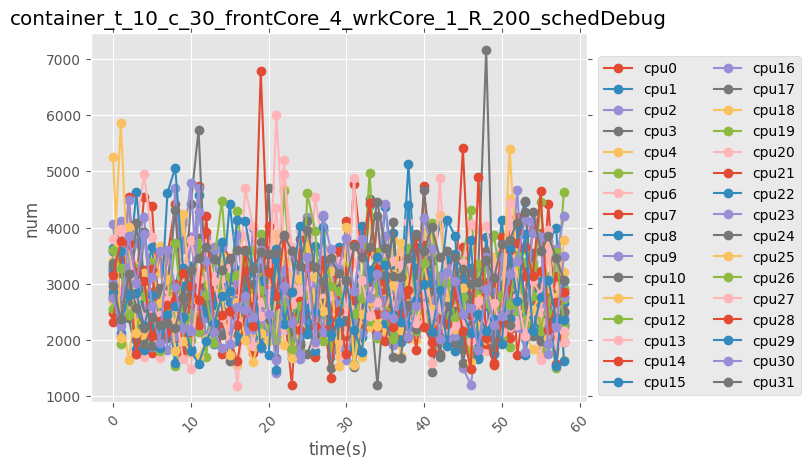 container_t_10_c_30_frontCore_4_wrkCore_1_R_200_schedDebug
7000
6000
5000
4000
3000
2000
1000
num
0
10
20
30
40
50
60
time(s)
cpu0
cpu1
cpu2
cpu3
cpu4
cpu5
cpu6
cpu7
cpu8
cpu9
cpu10
cpu11
cpu12
cpu13
cpu14
cpu15
cpu16
cpu17
cpu18
cpu19
cpu20
cpu21
cpu22
cpu23
cpu24
cpu25
cpu26
cpu27
cpu28
cpu29
cpu30
cpu31